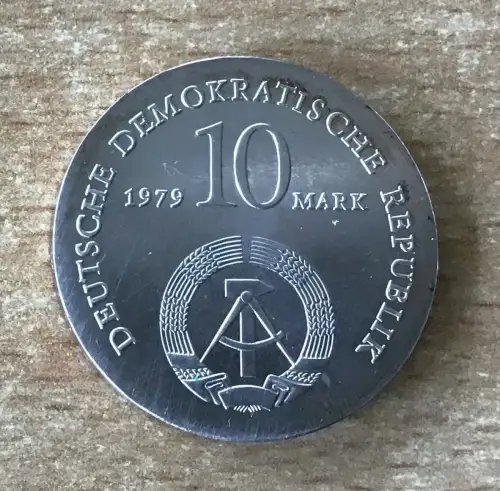 DEUTSCHE DEMOKRATISCHE REPUBLIK
1979 10 MARK